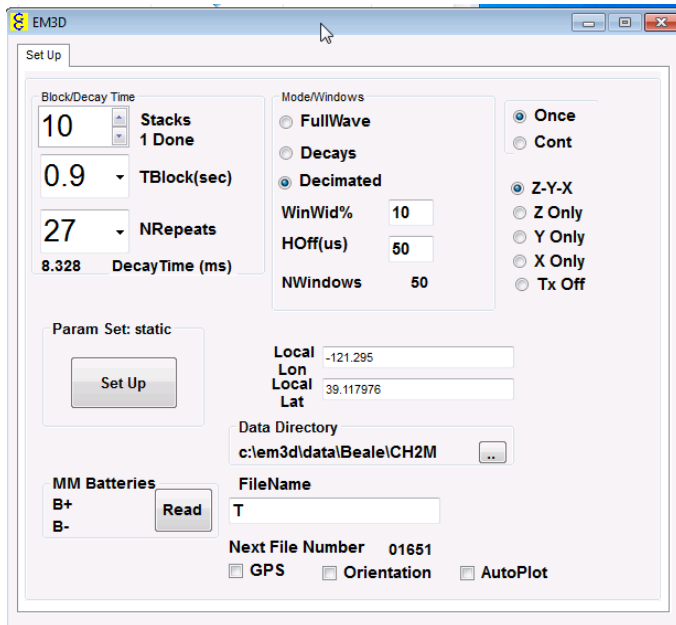 EM3D
Set Up
Block/Decay Time
10 Stacks
1 Done
0.9 TBlock(sec)
27 NRepeats
8.328 DecayTime (ms)
Mode/Windows
FullWave
Decays
Decimated
WinWid% 10
HOff(us) 50
NWindows 50
Once
Cont
Z-Y-X
Z Only
Y Only
X Only
Tx Off
Param Set: static
Set Up
Local Lon -121.295
Local Lat 39.117976
Data Directory
c:\em3d\data\Beale\CH2M ..
MM Batteries
B+
B-
Read
FileName
T
Next File Number 01651
GPS Orientation AutoPlot